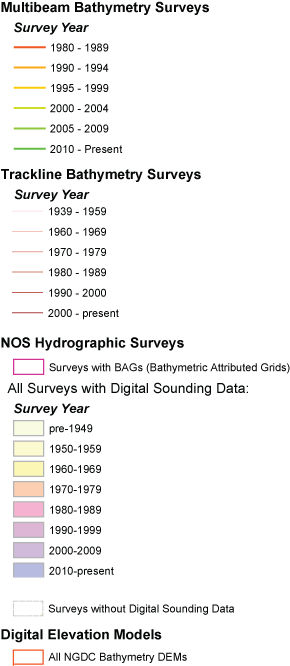 Multibeam Bathymetry Surveys
Survey Year
1980 - 1989
1990 - 1994
1995 - 1999
2000 - 2004
2005 - 2009
2010 - Present
Trackline Bathymetry Surveys
Survey Year
1939 - 1959
1960 - 1969
1970 - 1979
1980 - 1989
1990 - 2000
2000 - present
NOS Hydrographic Surveys
Surveys with BAGs (Bathymetric Attributed Grids)
All Surveys with Digital Sounding Data:
Survey Year
pre-1949
1950-1959
1960-1969
1970-1979
1980-1989
1990-1999
2000-2009
2010-present
Surveys without Digital Sounding Data
Digital Elevation Models
All NGDC Bathymetry DEMs